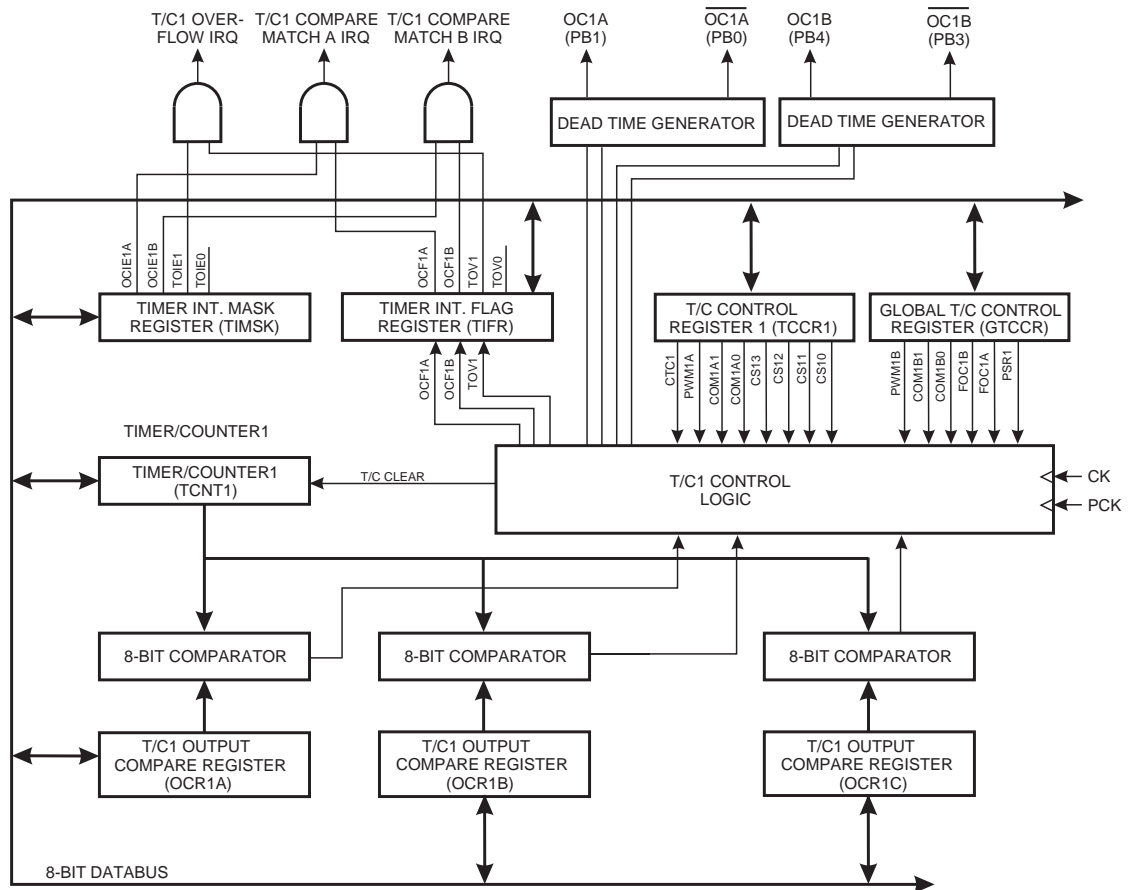 T/C1 OVER-
FLOW IRQ
T/C1 COMPARE
MATCH A IRQ
T/C1 COMPARE
MATCH B IRQ
OC1A
(PB1)
OC1A
(PB0)
OC1B
(PB4)
OC1B
(PB3)
DEAD TIME GENERATOR
DEAD TIME GENERATOR
OCIE1A
OCIE1B
TOIE1
TOIE0
OCF1A
OCF1B
TOV1
TOV0
TIMER INT. MASK
REGISTER (TIMSK)
TIMER INT. FLAG
REGISTER (TIFR)
T/C CONTROL
REGISTER 1 (TCCR1)
GLOBAL T/C CONTROL
REGISTER (GTCCR)
OCF1A
OCF1B
TOV1
CTC1
PWM1A
COM1A1
COM1A0
CS13
CS12
CS11
CS10
PWM1B
COM1B1
COM1B0
FOC1B
FOC1A
PSR1
TIMER/COUNTER1
TIMER/COUNTER1
(TCNT1)
T/C CLEAR
T/C1 CONTROL
LOGIC
CK
PCK
8-BIT COMPARATOR
8-BIT COMPARATOR
8-BIT COMPARATOR
T/C1 OUTPUT
COMPARE REGISTER
(OCR1A)
T/C1 OUTPUT
COMPARE REGISTER
(OCR1B)
T/C1 OUTPUT
COMPARE REGISTER
(OCR1C)
8-BIT DATABUS